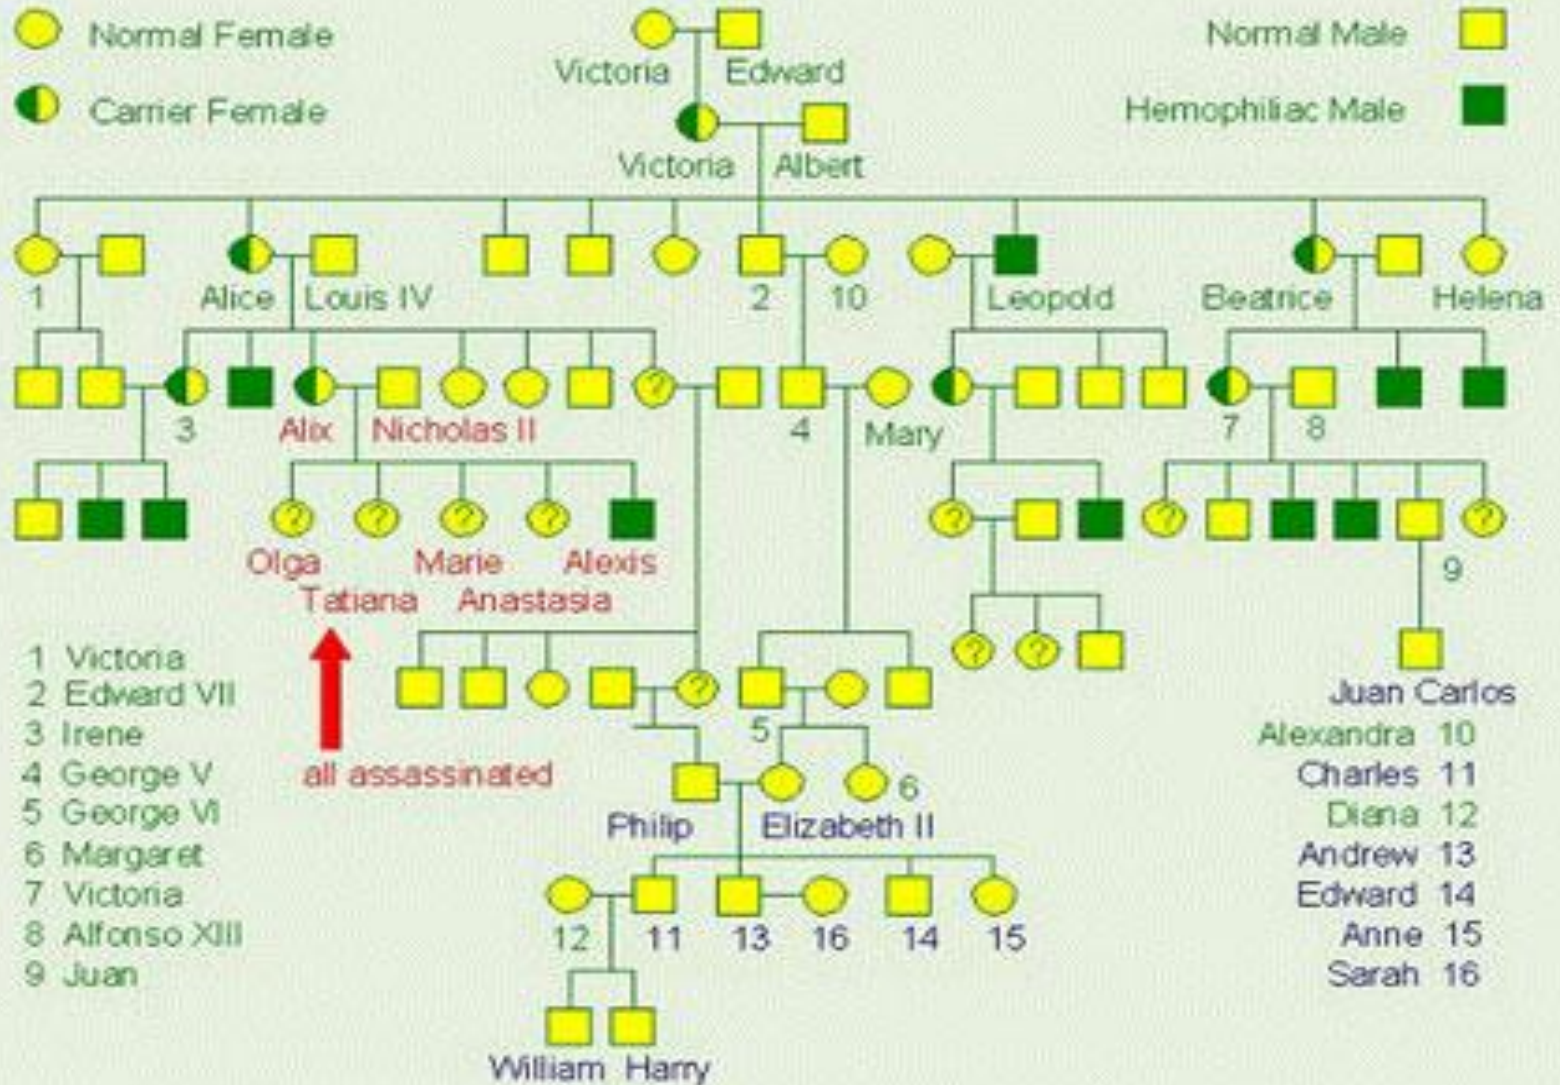 Normal Female
Normal Male
Victoria Edward
Carrier Female
Hemophiliac Male
Victoria Albert
1 Alice Louis IV 2 10 Leopold Beatrice Helena
?
3 Alix Nicholas II 4 Mary 7 8
? ? ? ? ? ? ?
Olga Marie Alexis 9
Tatiana Anastasia
? ?
1 Victoria
?
2 Edward VII
Juan Carlos
3 Irene 5 Alexandra 10
4 George V all assassinated 6 Charles 11
5 George VI Philip Elizabeth II Diana 12
6 Margaret Andrew 13
7 Victoria Edward 14
8 Alfonso XIII 12 11 13 16 14 15 Anne 15
9 Juan Sarah 16
William Harry